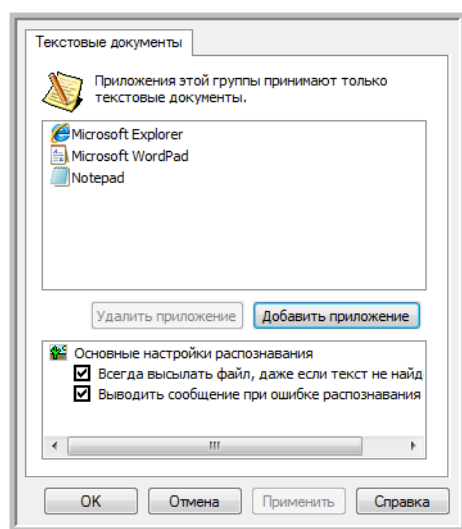 Текстовые документы
Приложения этой группы принимают только
текстовые документы.
Microsoft Explorer
Microsoft WordPad
Notepad
Удалить приложение Добавить приложение
Основные настройки распознавания
Всегда высылать файл, даже если текст не найд
Выводить сообщение при ошибке распознавания
OK Отмена Применить Справка